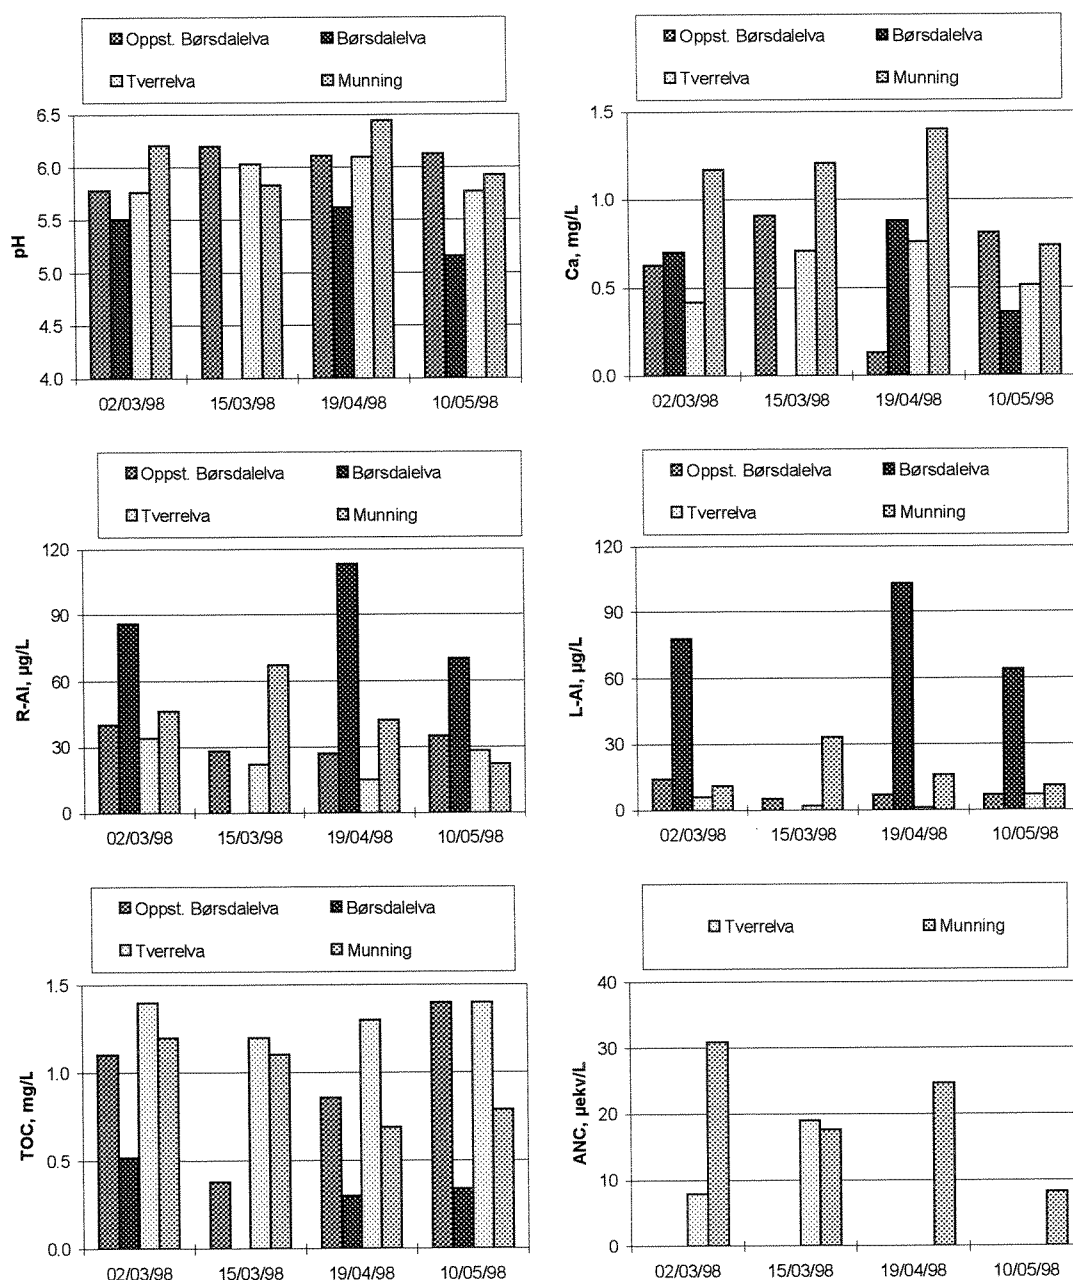 Oppst. Børsdalelva Børsdalelva
Tverrelva Munning
6.5
6.0
5.5
5.0
4.5
4.0
pH
02/03/98 15/03/98 19/04/98 10/05/98
Oppst. Børsdalelva Børsdalelva
Tverrelva Munning
1.5
1.0
0.5
0.0
Ca, mg/L
02/03/98 15/03/98 19/04/98 10/05/98
Oppst. Børsdalelva Børsdalelva
Tverrelva Munning
120
90
60
30
0
R-Al, µg/L
02/03/98 15/03/98 19/04/98 10/05/98
Oppst. Børsdalelva Børsdalelva
Tverrelva Munning
120
90
60
30
0
L-Al, µg/L
02/03/98 15/03/98 19/04/98 10/05/98
Oppst. Børsdalelva Børsdalelva
Tverrelva Munning
1.5
1.0
0.5
0.0
TOC, mg/L
02/03/98 15/03/98 19/04/98 10/05/98
Tverrelva Munning
40
30
20
10
0
ANC, µekv/L
02/03/98 15/03/98 19/04/98 10/05/98